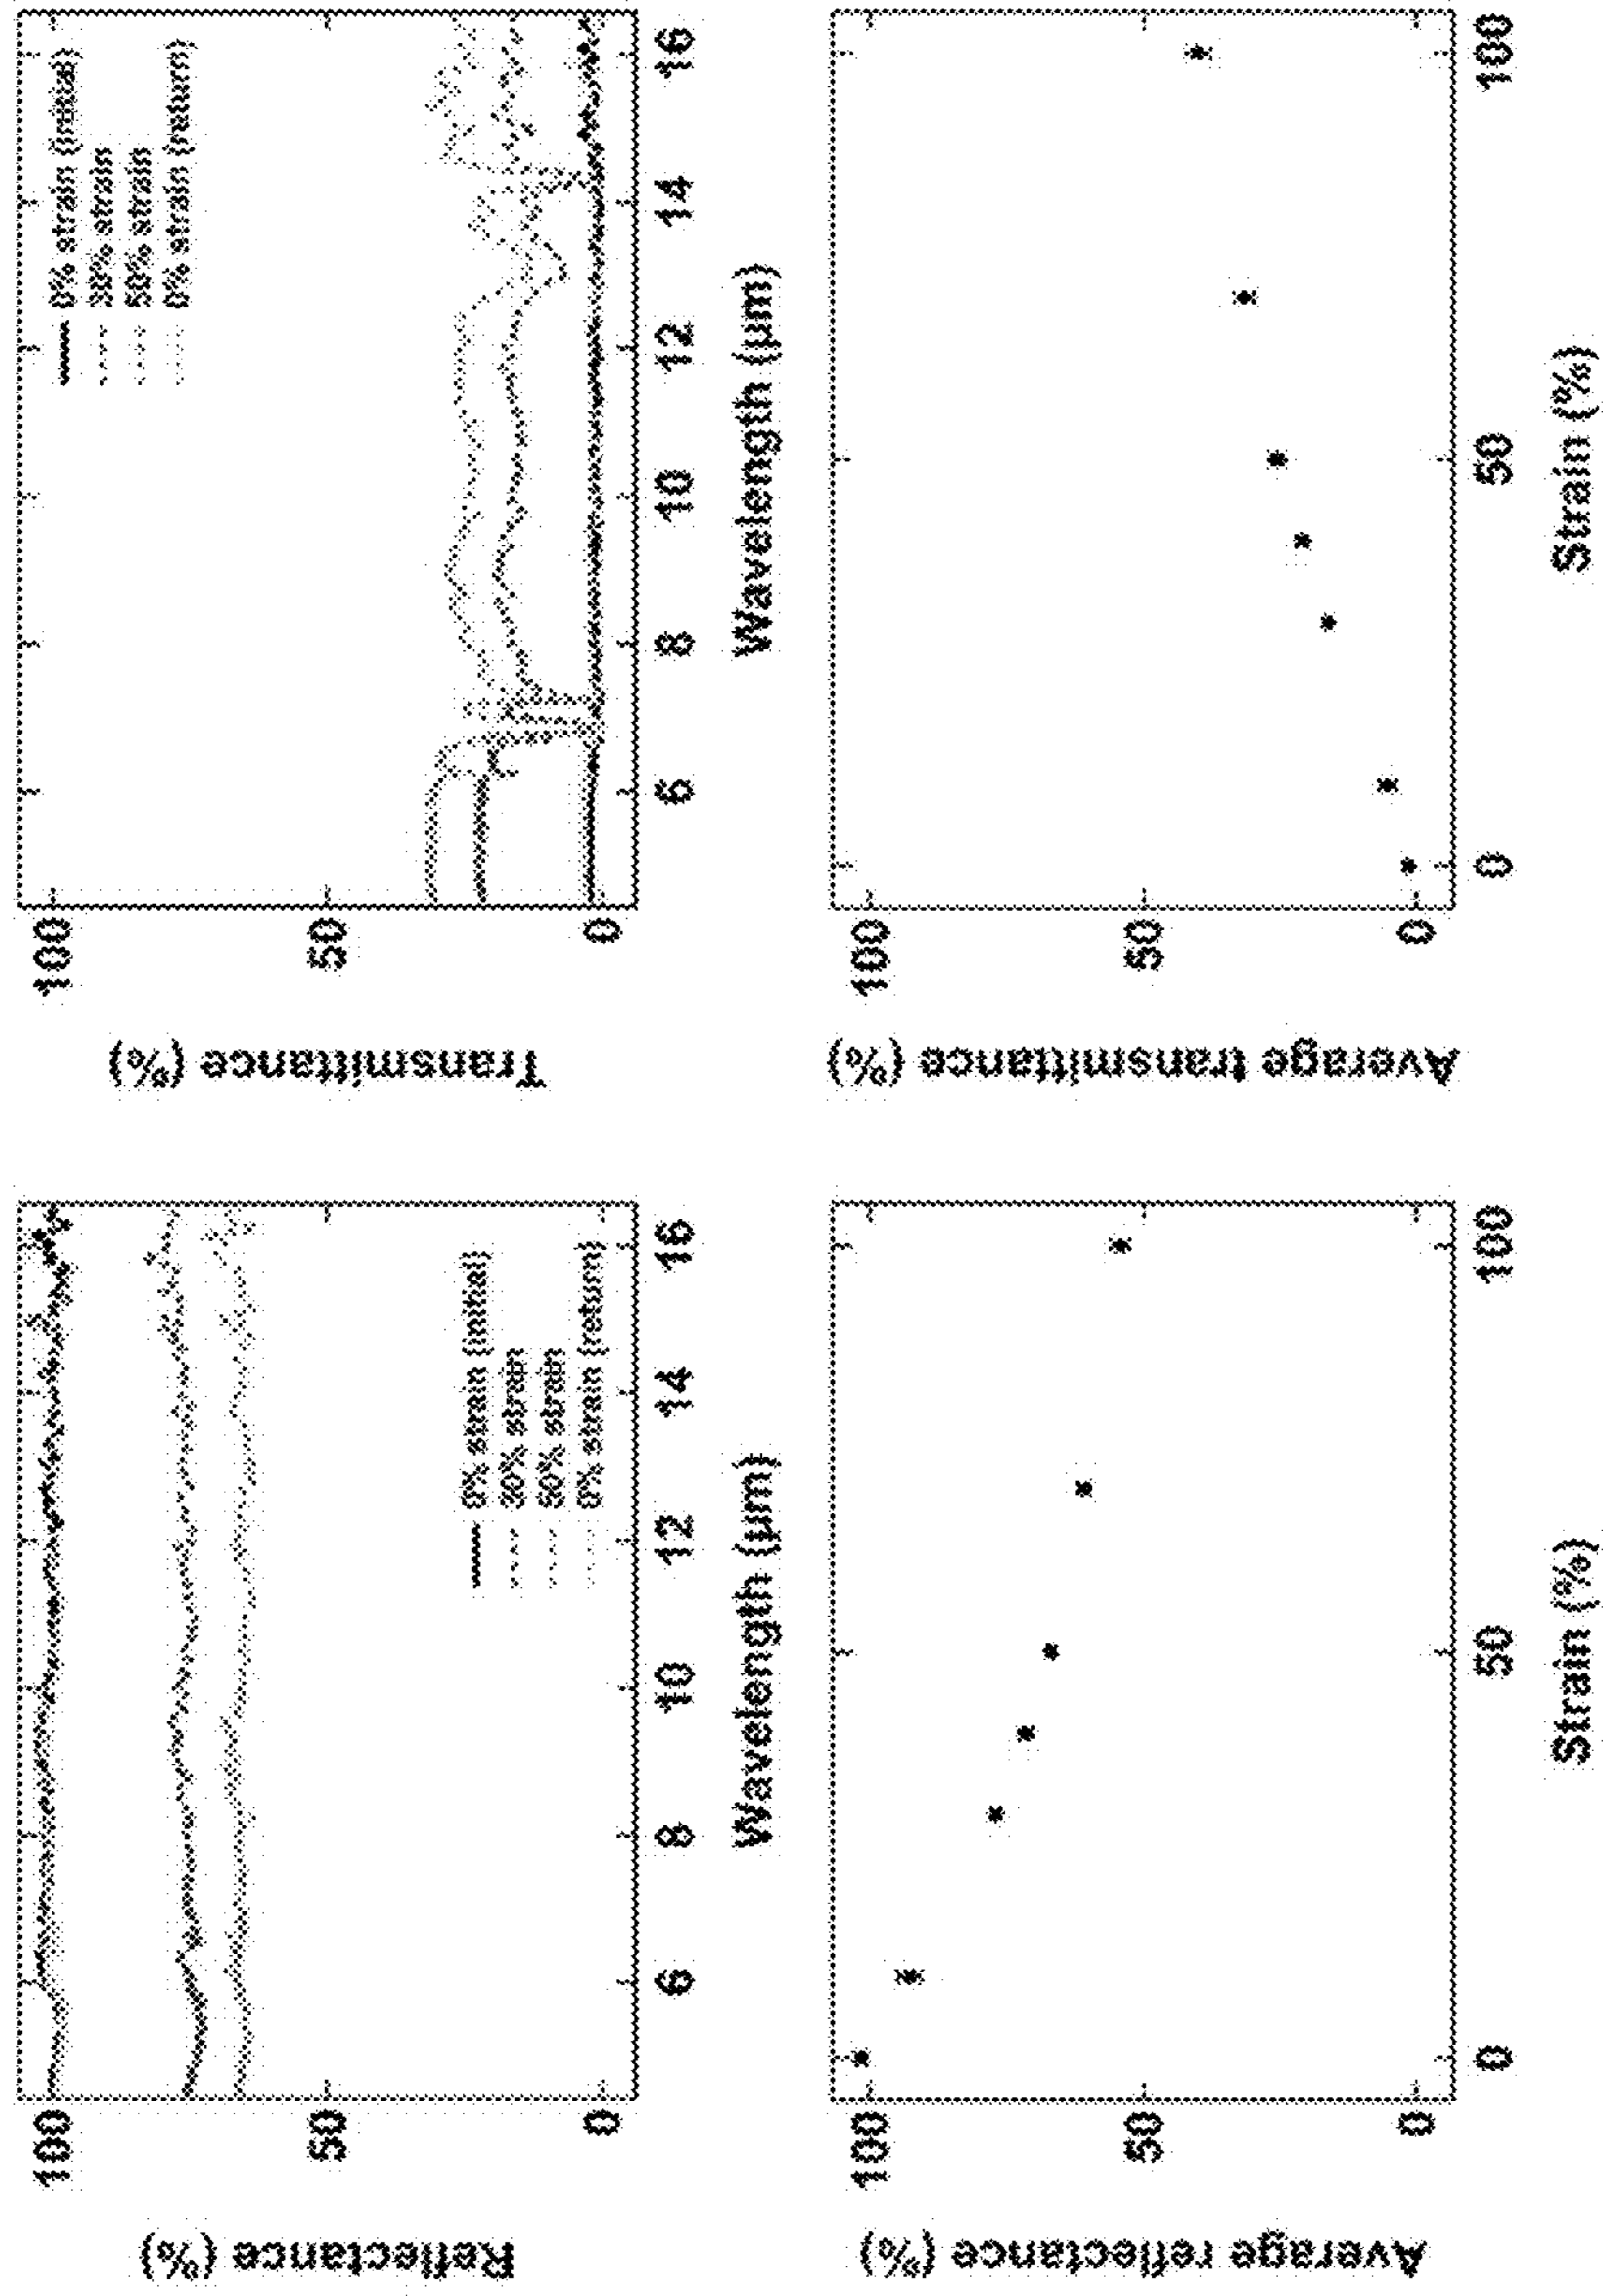 Reflectance (%)
100
50
0
6
8
10
12
14
16
Wavelength (µm)
0% strain (initial)
30% strain
50% strain
0% strain (return)
Transmittance (%)
100
50
0
6
8
10
12
14
16
Wavelength (µm)
0% strain (initial)
30% strain
50% strain
0% strain (return)
Average reflectance (%)
100
50
0
0
50
100
Strain (%)
Average transmittance (%)
100
50
0
0
50
100
Strain (%)